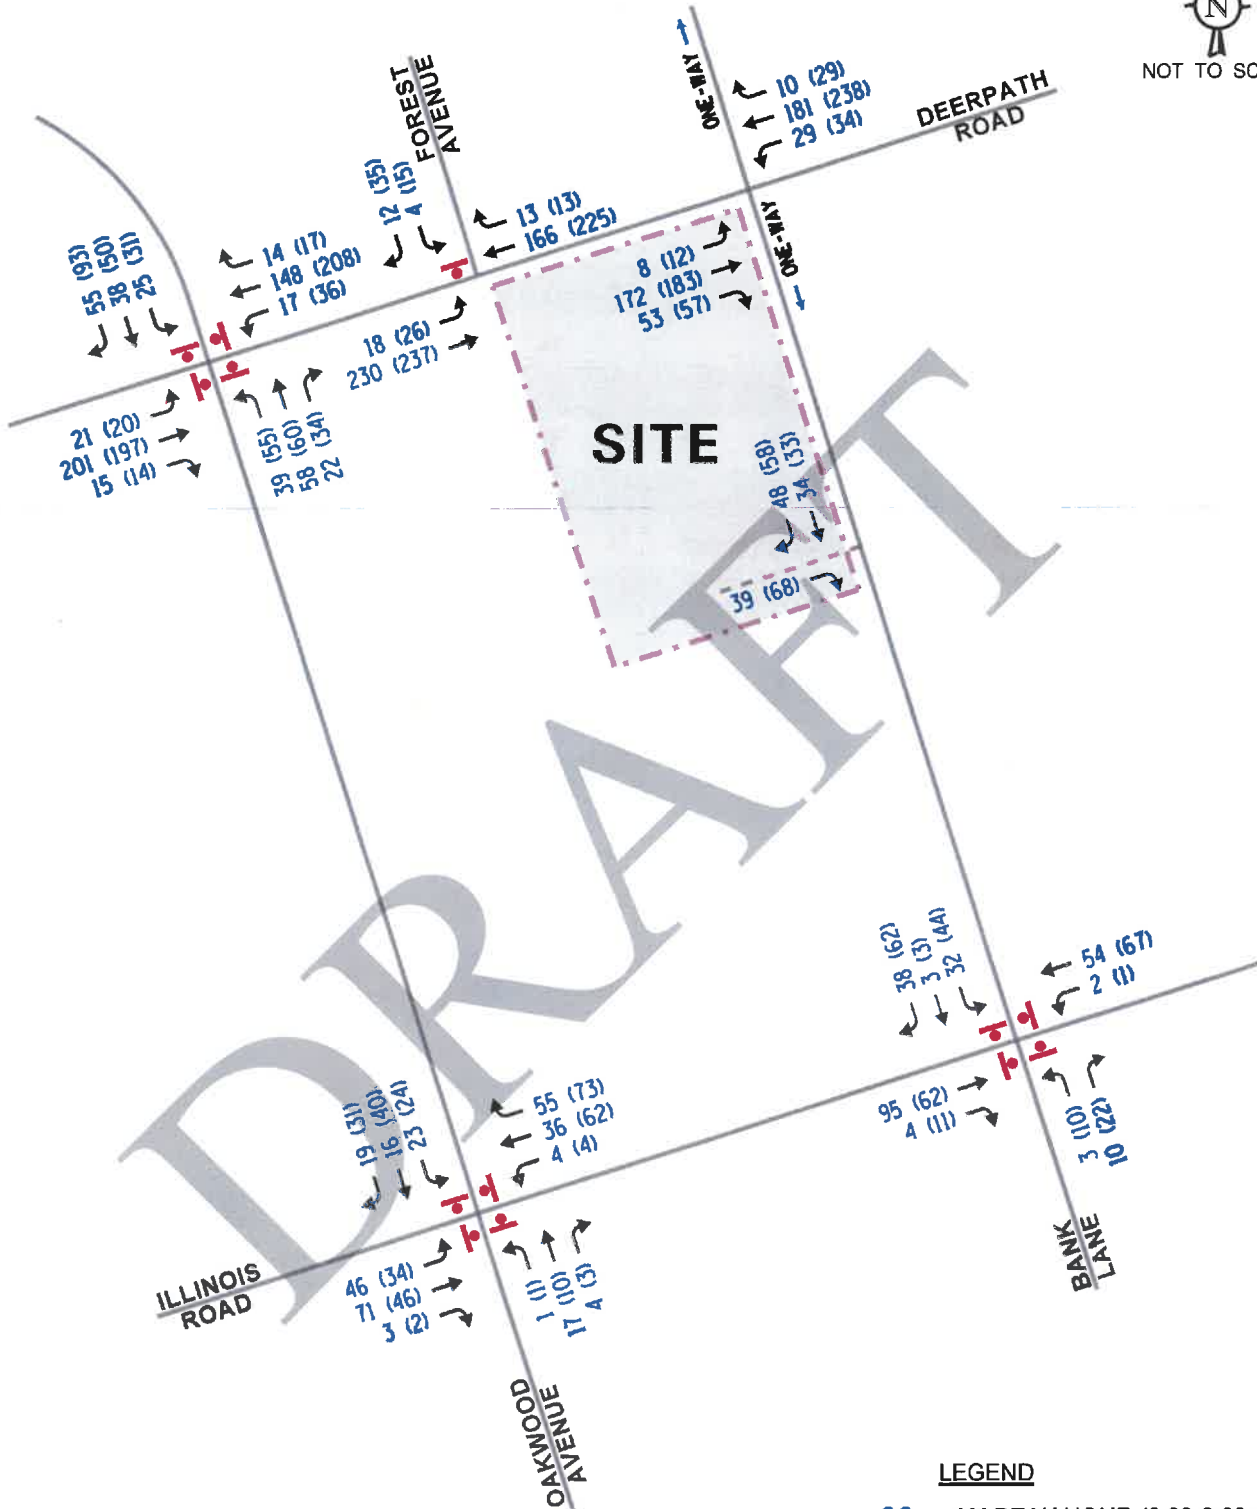 N
NOT TO SC
FOREST
AVENUE
ONE-WAY
10 (29)
181 (238)
29 (34)
DEERPATH
ROAD
12 (35)
4 (15)
13 (13)
166 (225)
ONE-WAY
55 (93)
38 (50)
25 (31)
14 (17)
148 (208)
17 (36)
8 (12)
172 (183)
53 (57)
18 (26)
230 (237)
21 (20)
201 (197)
15 (14)
39 (55)
58 (60)
22 (34)
SITE
48 (58)
34 (33)
39 (68)
DRAFT
38 (62)
3 (3)
32 (44)
54 (67)
2 (1)
95 (62)
4 (11)
3 (10)
10 (22)
19 (31)
16 (40)
23 (24)
55 (73)
36 (62)
4 (4)
46 (34)
71 (46)
3 (2)
1 (1)
17 (10)
4 (3)
ILLINOIS
ROAD
BANK
LANE
OAKWOOD
AVENUE
LEGEND